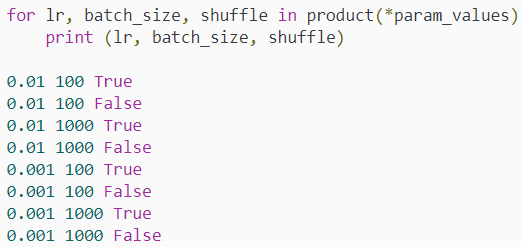 for lr, batch_size, shuffle in product(*param_values)
    print (lr, batch_size, shuffle)
0.01 100 True
0.01 100 False
0.01 1000 True
0.01 1000 False
0.001 100 True
0.001 100 False
0.001 1000 True
0.001 1000 False